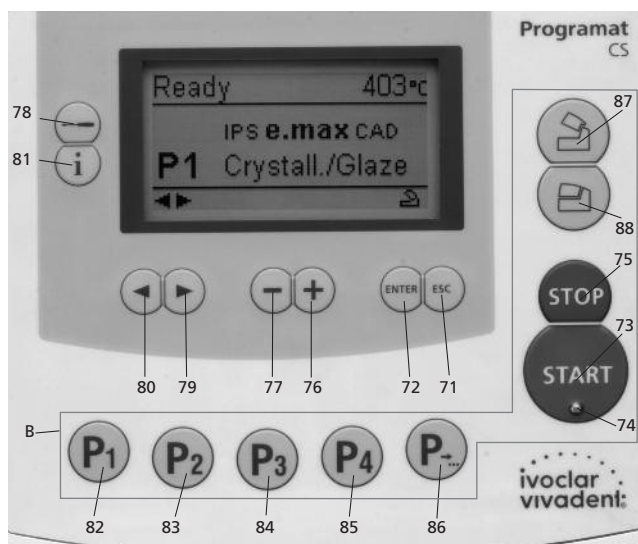 Programat
CS
Ready 403°c
IPS e.max CAD
P1 Crystall./Glaze
78
81
i
87
88
75
STOP
73
START
74
ENTER
ESC
80
79
77
76
72
71
B
P1
P2
P3
P4
P...
82
83
84
85
86
ivoclar
vivadent: